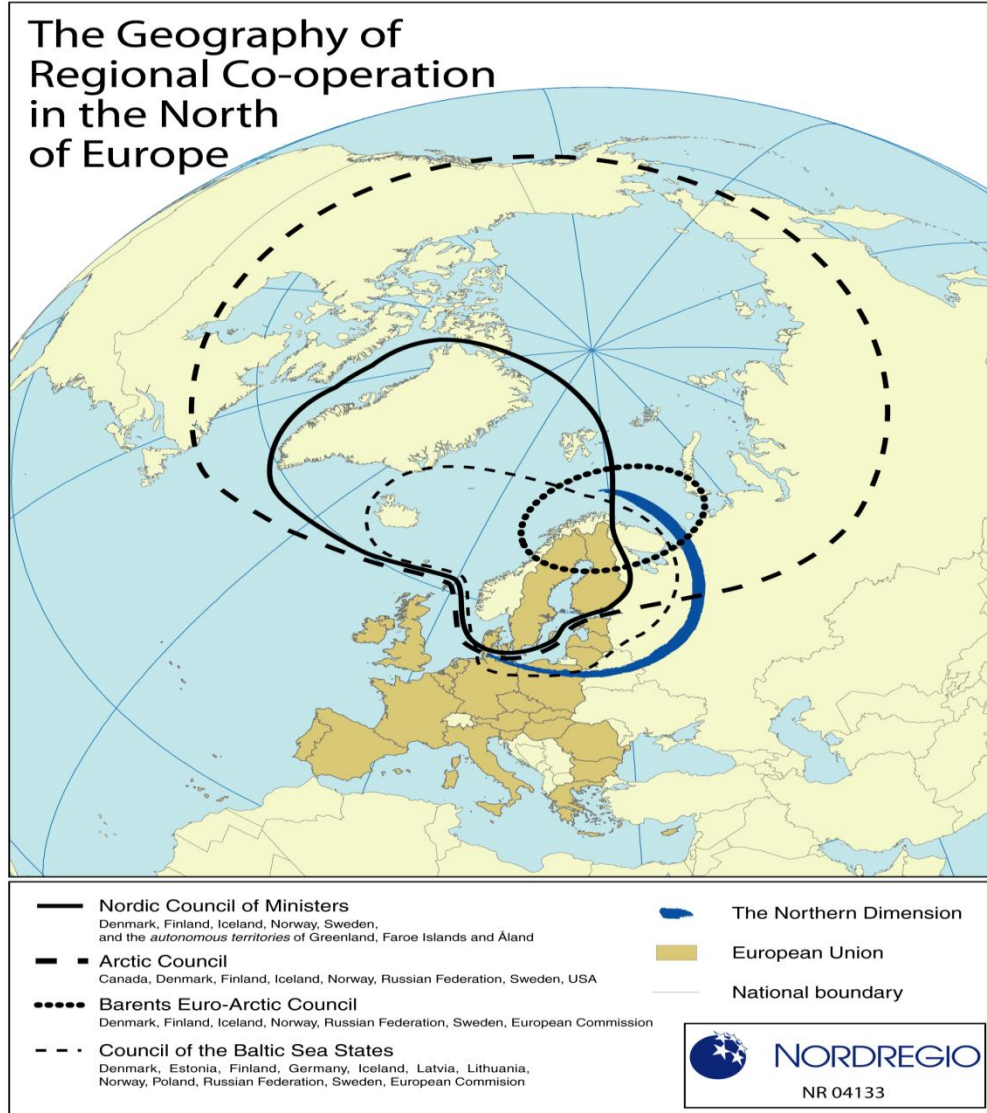 The Geography of
Regional Co-operation
in the North
of Europe
Nordic Council of Ministers
Denmark, Finland, Iceland, Norway, Sweden,
and the autonomous territories of Greenland, Faroe Islands and Åland
Arctic Council
Canada, Denmark, Finland, Iceland, Norway, Russian Federation, Sweden, USA
Barents Euro-Arctic Council
Denmark, Finland, Iceland, Norway, Russian Federation, Sweden, European Commission
Council of the Baltic Sea States
Denmark, Estonia, Finland, Germany, Iceland, Latvia, Lithuania,
Norway, Poland, Russian Federation, Sweden, European Commision
The Northern Dimension
European Union
National boundary
NORDREGIO
NR 04133